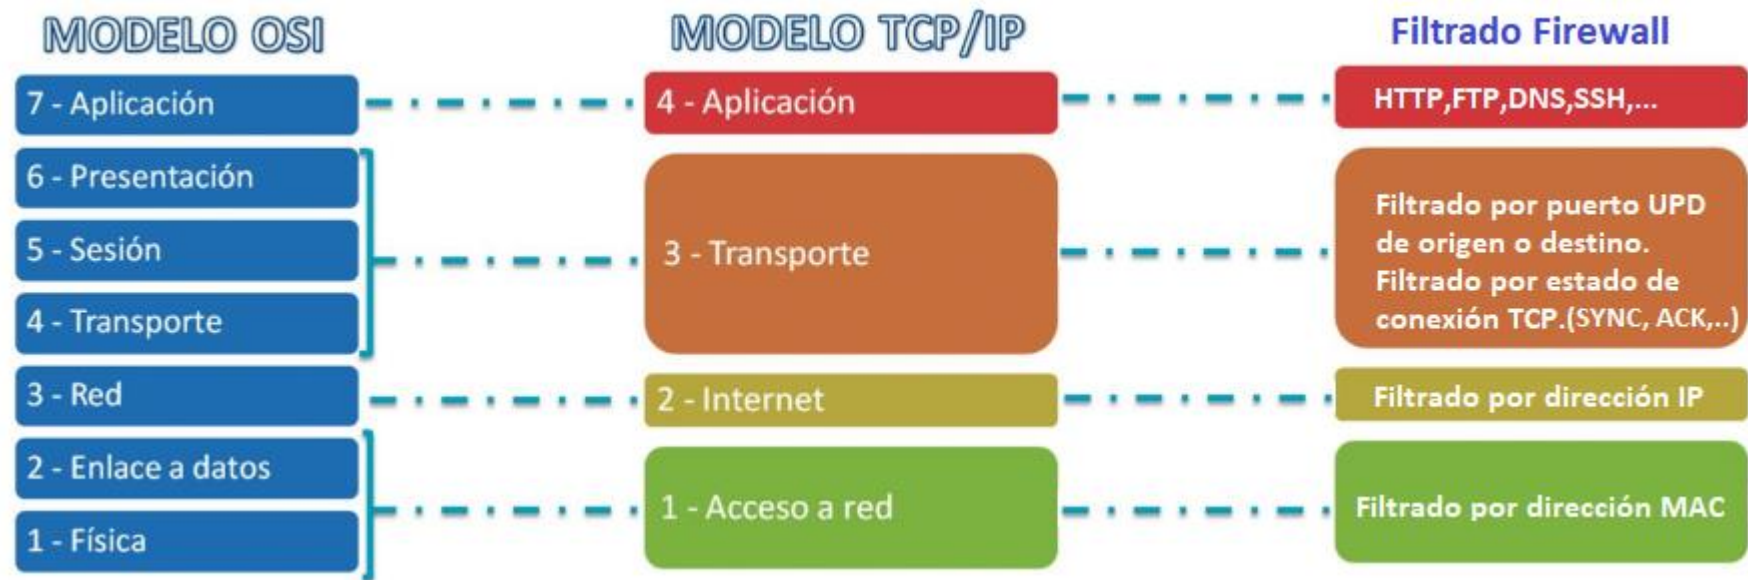 MODELO OSI
7 - Aplicación
6 - Presentación
5 - Sesión
4 - Transporte
3 - Red
2 - Enlace a datos
1 - Física
MODELO TCP/IP
4 - Aplicación
3 - Transporte
2 - Internet
1 - Acceso a red
Filtrado Firewall
HTTP,FTP,DNS,SSH,...
Filtrado por puerto UPD
de origen o destino.
Filtrado por estado de
conexión TCP.(SYNC, ACK,..)
Filtrado por dirección IP
Filtrado por dirección MAC